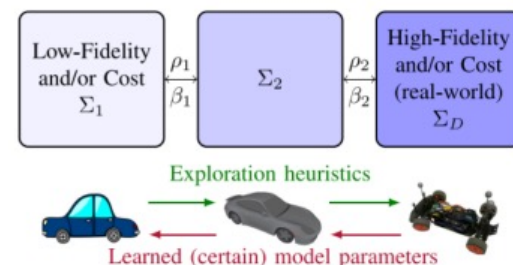 Low-Fidelity
and/or Cost
Σ₁
ρ₁
β₁
Σ₂
ρ₂
β₂
High-Fidelity
and/or Cost
(real-world)
Σ_D
Exploration heuristics
Learned (certain) model parameters